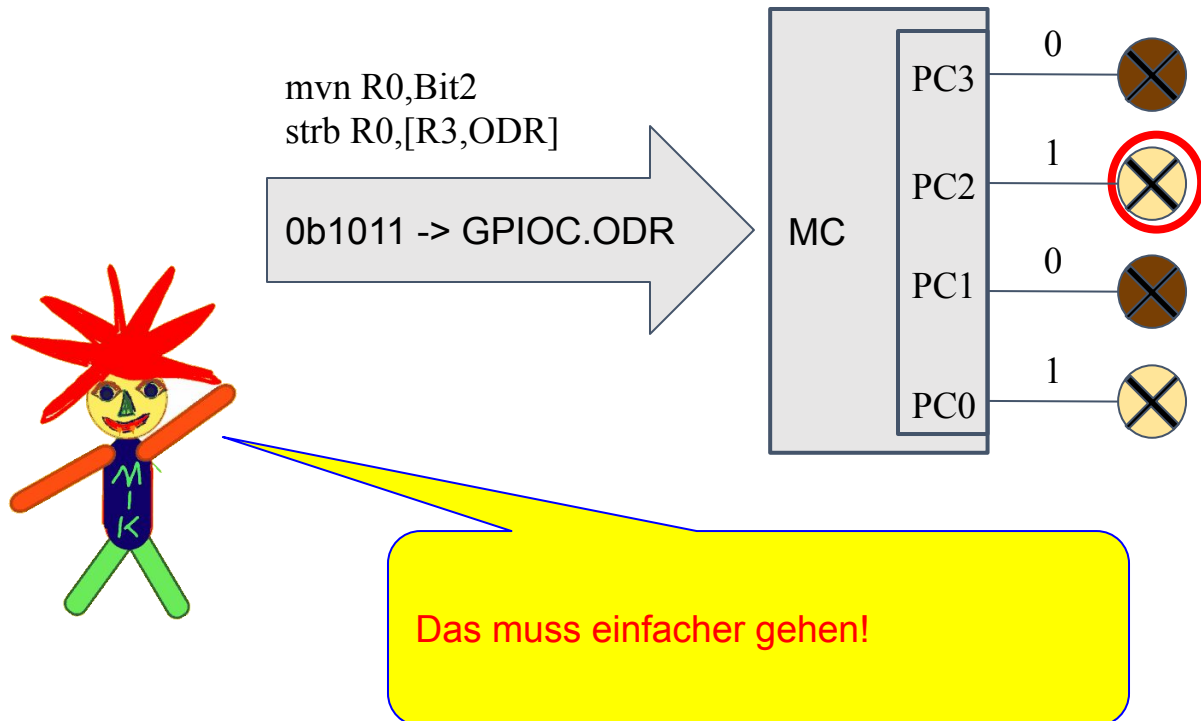 mvn R0,Bit2
strb R0,[R3,ODR]
0b1011 -> GPIOC.ODR
MC
PC3
0
PC2
1
PC1
0
PC0
1
MIK
Das muss einfacher gehen!